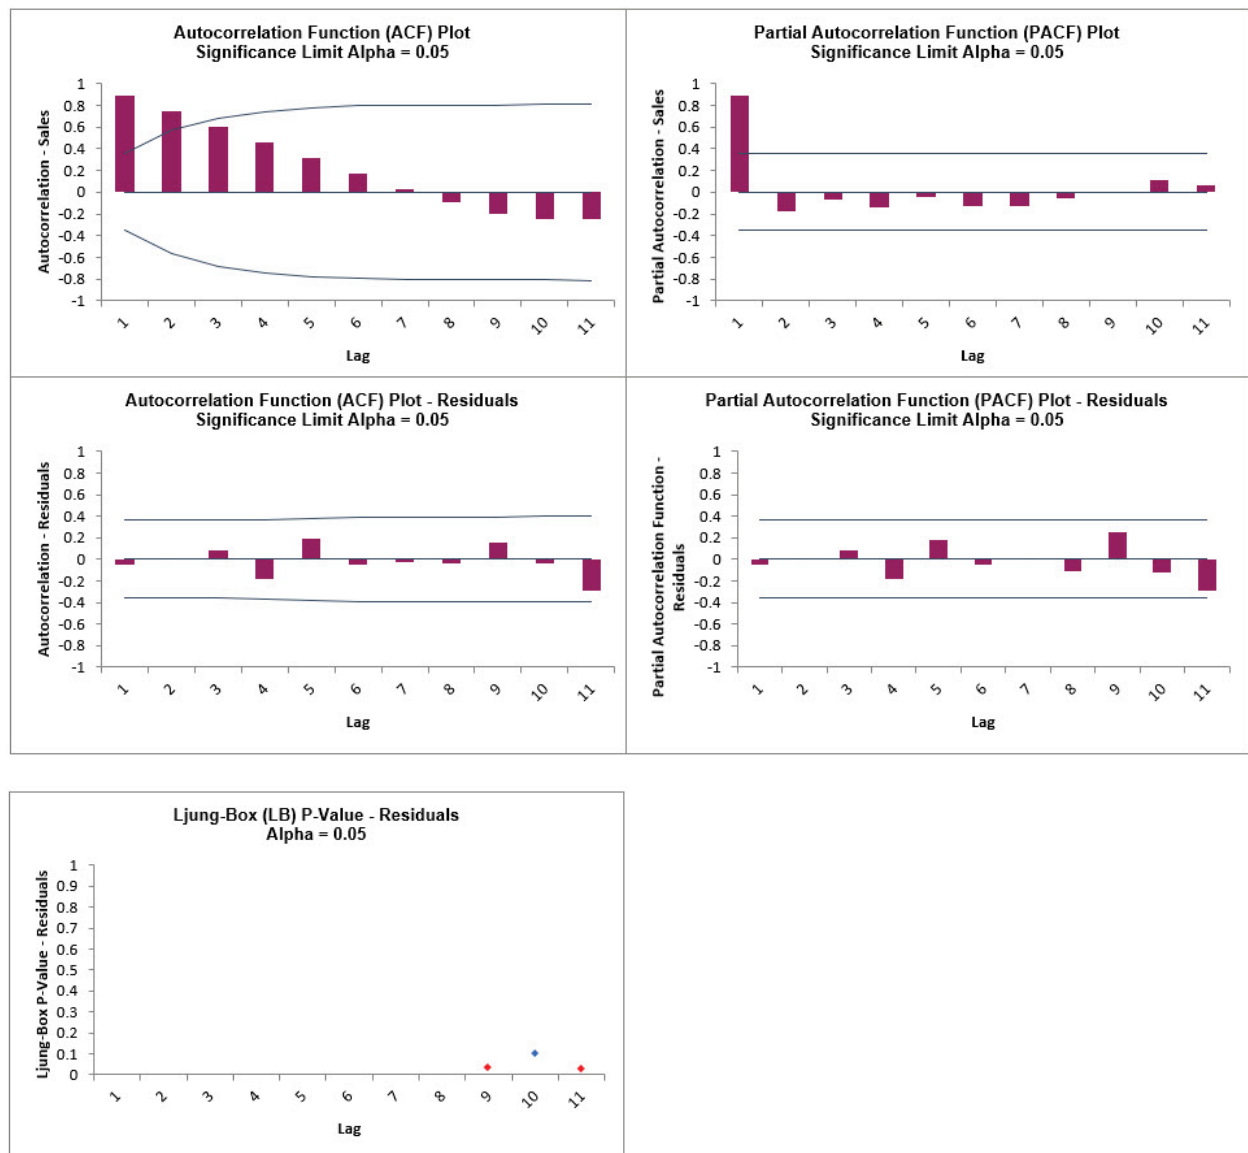 Autocorrelation Function (ACF) Plot
Significance Limit Alpha = 0.05
Autocorrelation - Sales
1
0.8
0.6
0.4
0.2
0
-0.2
-0.4
-0.6
-0.8
-1
1 2 3 4 5 6 7 8 9 10 11
Lag
Partial Autocorrelation Function (PACF) Plot
Significance Limit Alpha = 0.05
Partial Autocorrelation - Sales
1
0.8
0.6
0.4
0.2
0
-0.2
-0.4
-0.6
-0.8
-1
1 2 3 4 5 6 7 8 9 10 11
Lag
Autocorrelation Function (ACF) Plot - Residuals
Significance Limit Alpha = 0.05
Autocorrelation - Residuals
1
0.8
0.6
0.4
0.2
0
-0.2
-0.4
-0.6
-0.8
-1
1 2 3 4 5 6 7 8 9 10 11
Lag
Partial Autocorrelation Function (PACF) Plot - Residuals
Significance Limit Alpha = 0.05
Partial Autocorrelation Function -
Residuals
1
0.8
0.6
0.4
0.2
0
-0.2
-0.4
-0.6
-0.8
-1
1 2 3 4 5 6 7 8 9 10 11
Lag
Ljung-Box (LB) P-Value - Residuals
Alpha = 0.05
Ljung-Box P-Value - Residuals
1
0.9
0.8
0.7
0.6
0.5
0.4
0.3
0.2
0.1
0
1 2 3 4 5 6 7 8 9 10 11
Lag